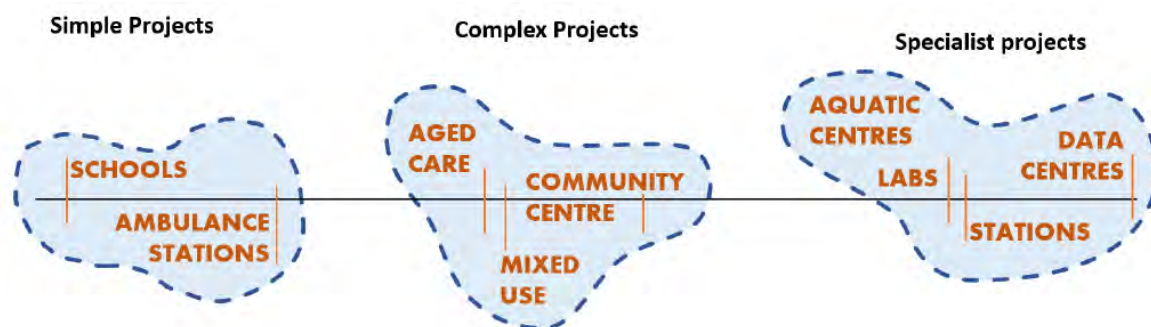 Simple Projects
SCHOOLS
AMBULANCE
STATIONS
Complex Projects
AGED
CARE
COMMUNITY
CENTRE
MIXED
USE
Specialist projects
AQUATIC
CENTRES
LABS
DATA
CENTRES
STATIONS